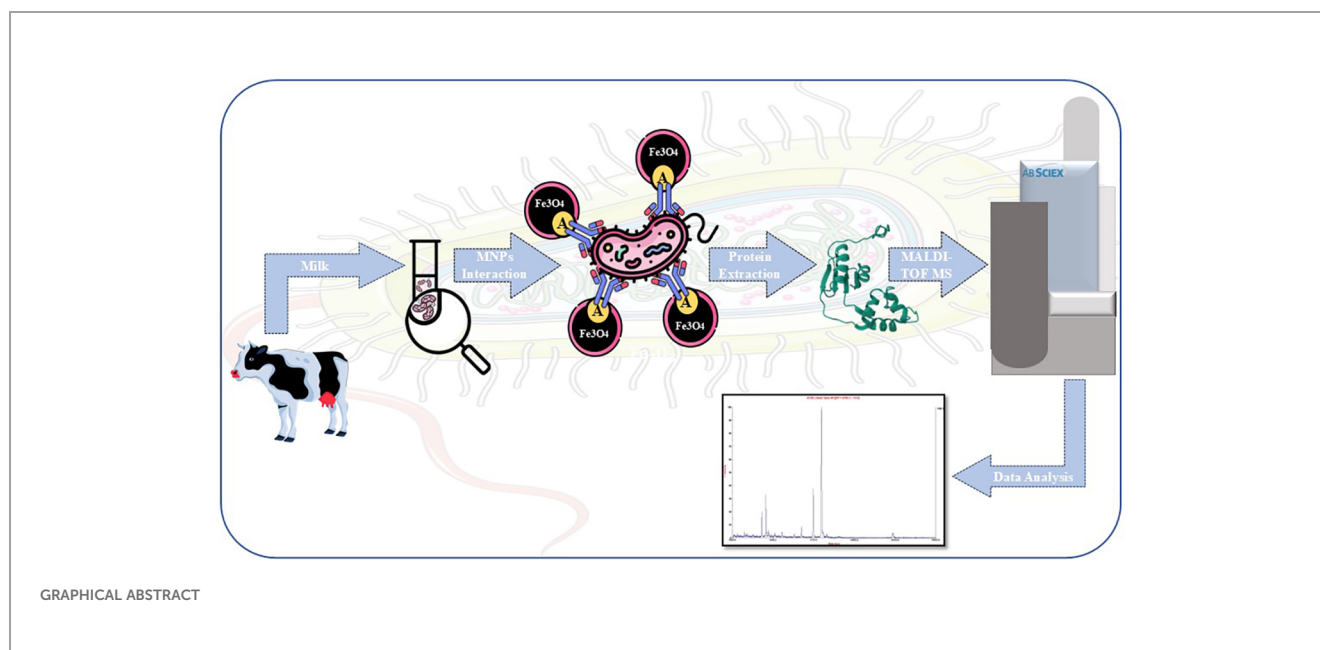 Fe3O4
A
Fe3O4
A
AB SCIEX
Milk
MNPs
Interaction
Protein
Extraction
MALDI-
TOF MS
A
Fe3O4
A
Fe3O4
Data Analysis
GRAPHICAL ABSTRACT